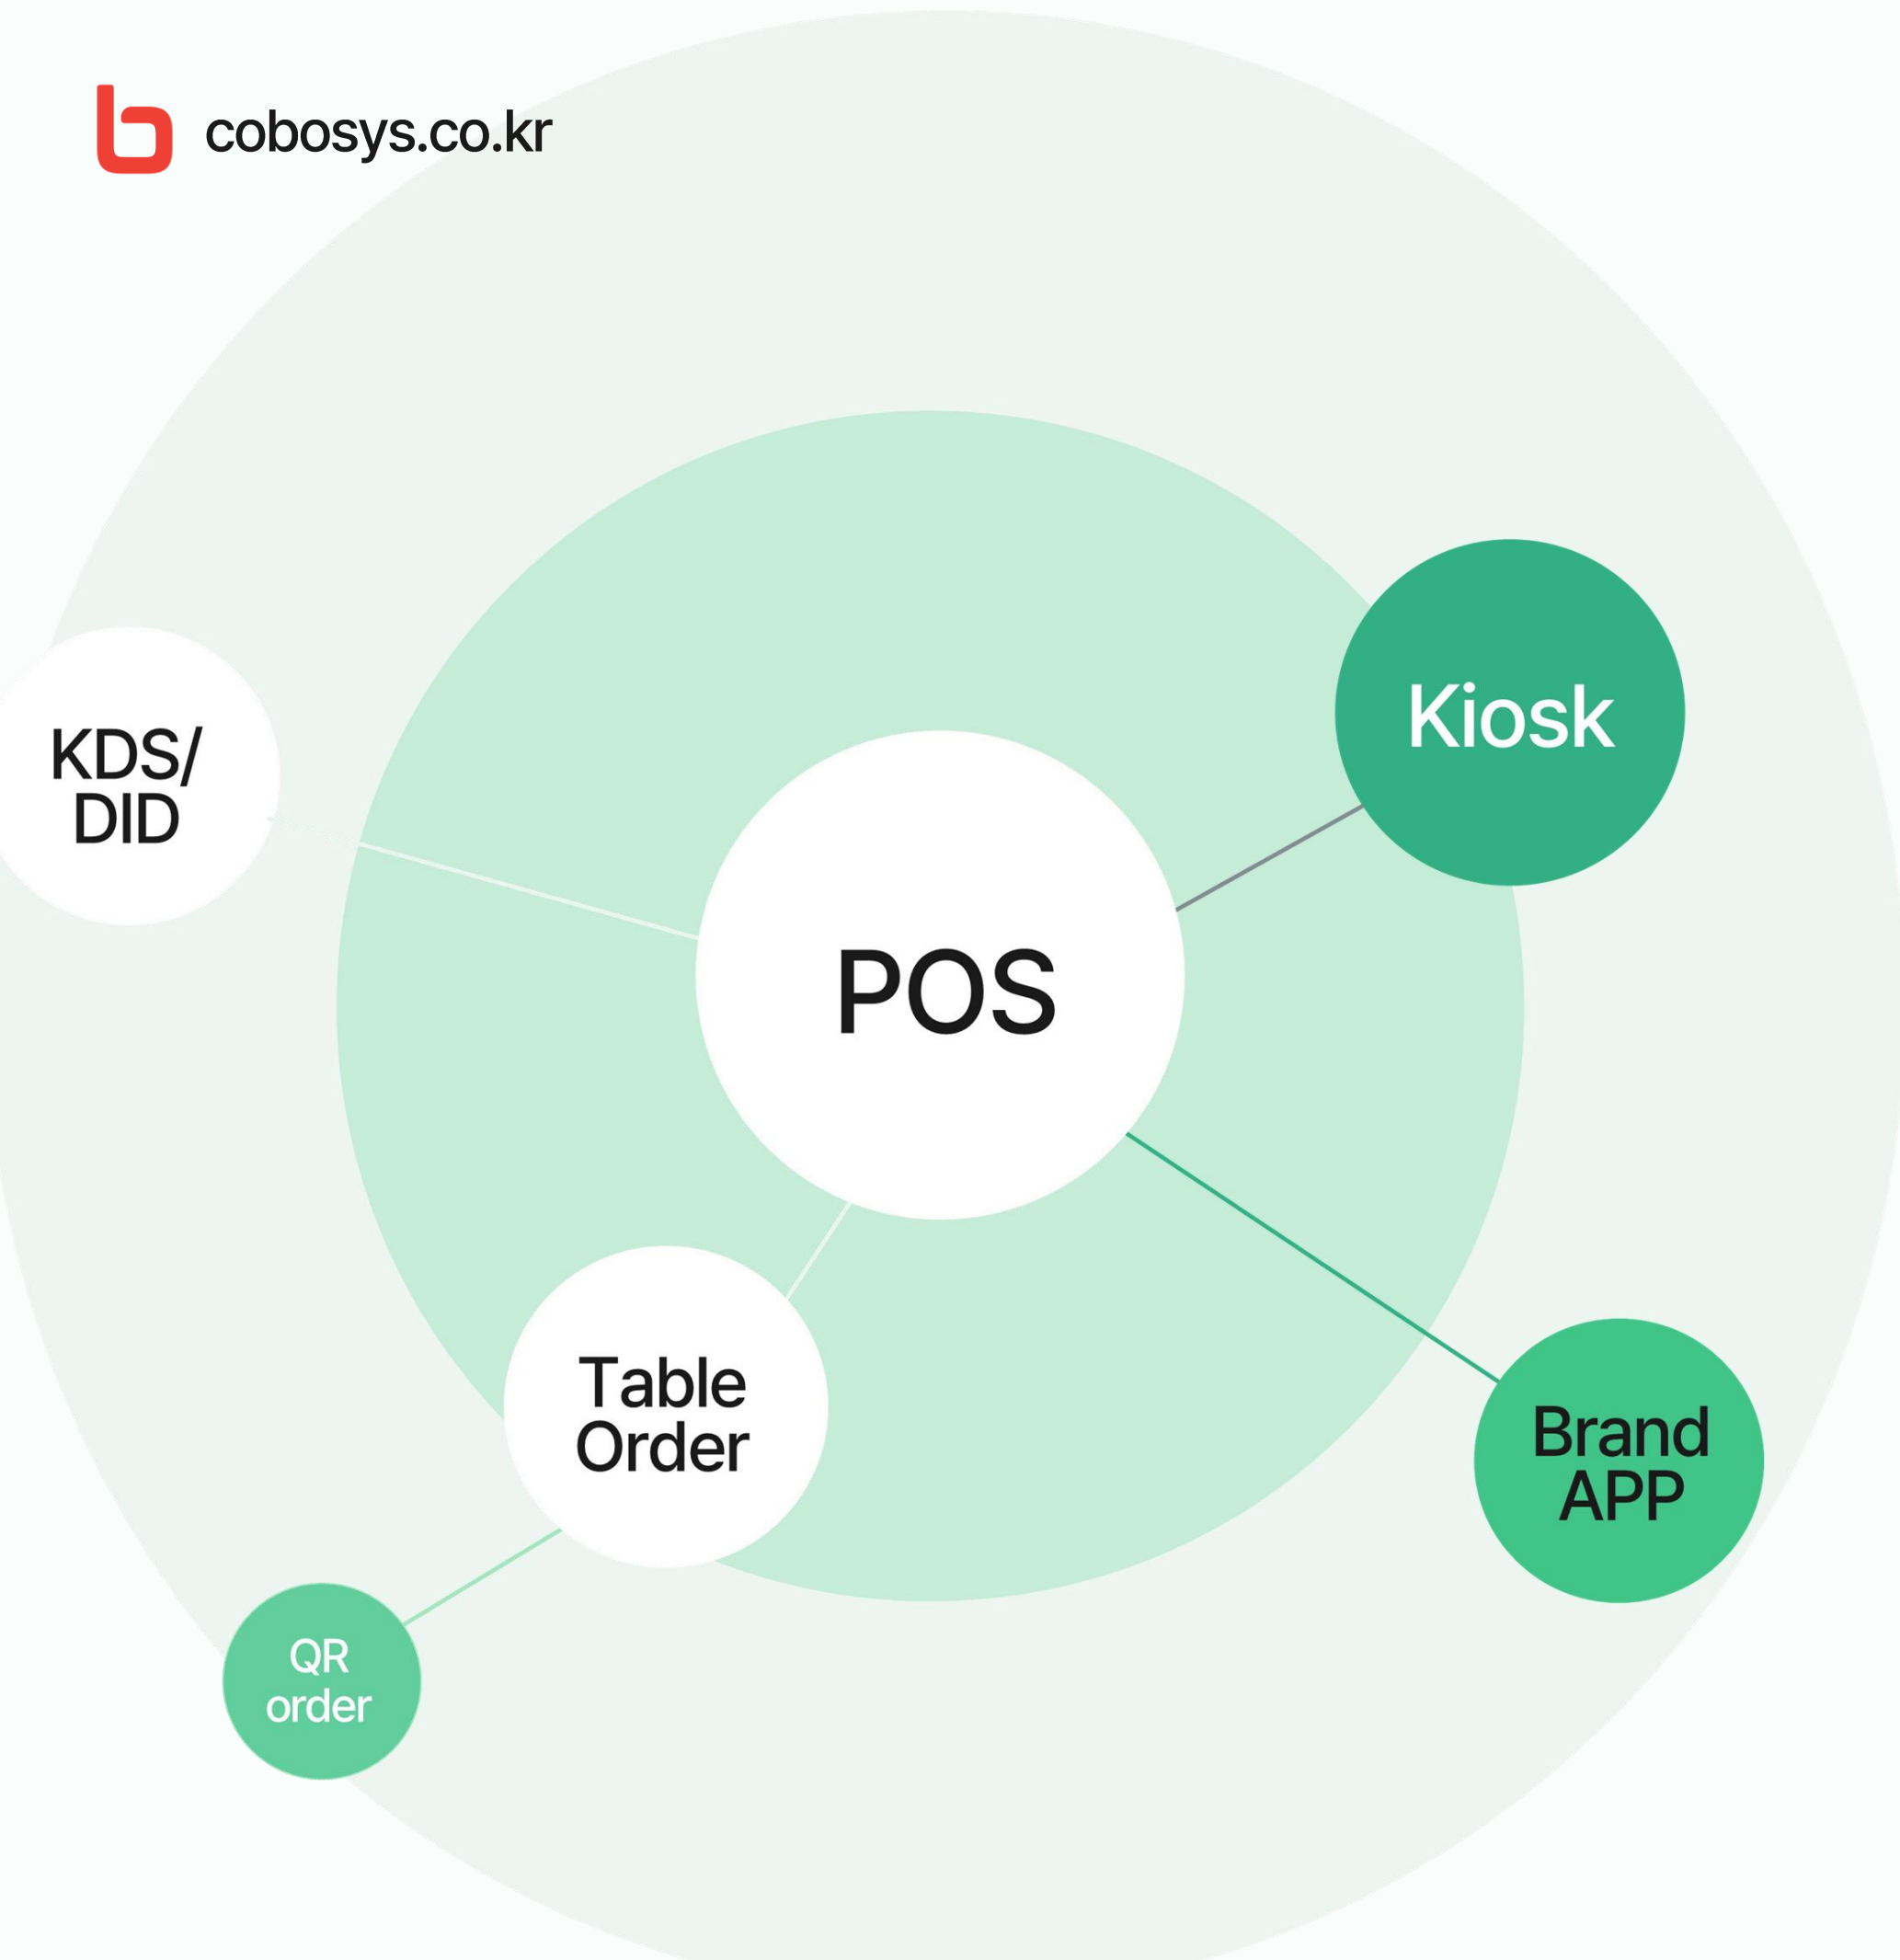 cobosys.co.kr
Kiosk
KDS/
DID
POS
Table
Order
Brand
APP
QR
order